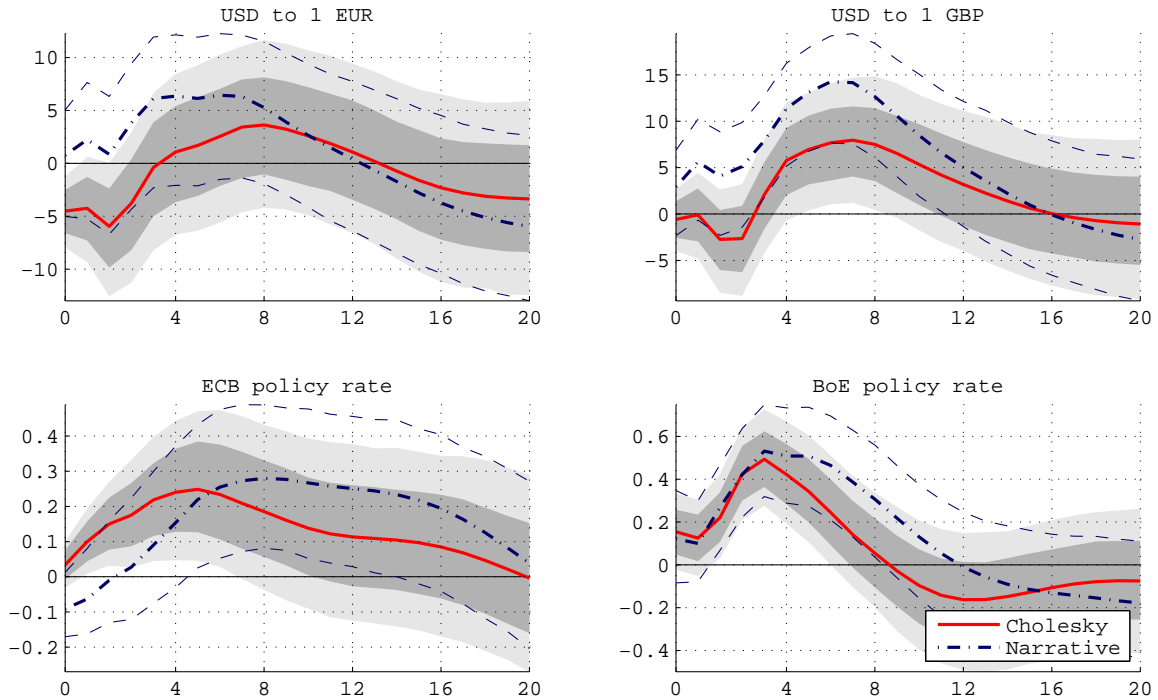 USD to 1 EUR
10
5
0
−5
−10
0 4 8 12 16 20
USD to 1 GBP
15
10
5
0
−5
0 4 8 12 16 20
ECB policy rate
0.4
0.3
0.2
0.1
0
−0.1
−0.2
0 4 8 12 16 20
BoE policy rate
0.6
0.4
0.2
0
−0.2
−0.4
0 4 8 12 16 20
Cholesky
Narrative